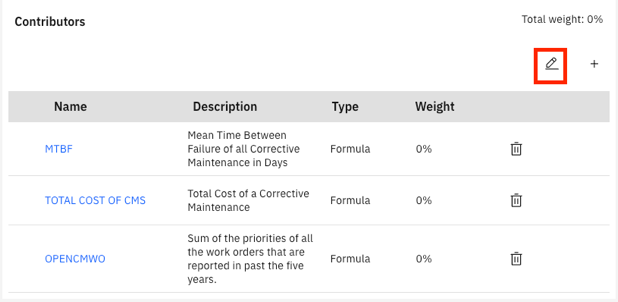 Contributors
Total weight: 0%
Name Description Type Weight
MTBF
Mean Time Between
Failure of all Corrective
Maintenance in Days
Formula
0%
TOTAL COST OF CMS
Total Cost of a Corrective
Maintenance
Formula
0%
OPENCMWO
Sum of the priorities of all
the work orders that are
reported in past the five
years.
Formula
0%